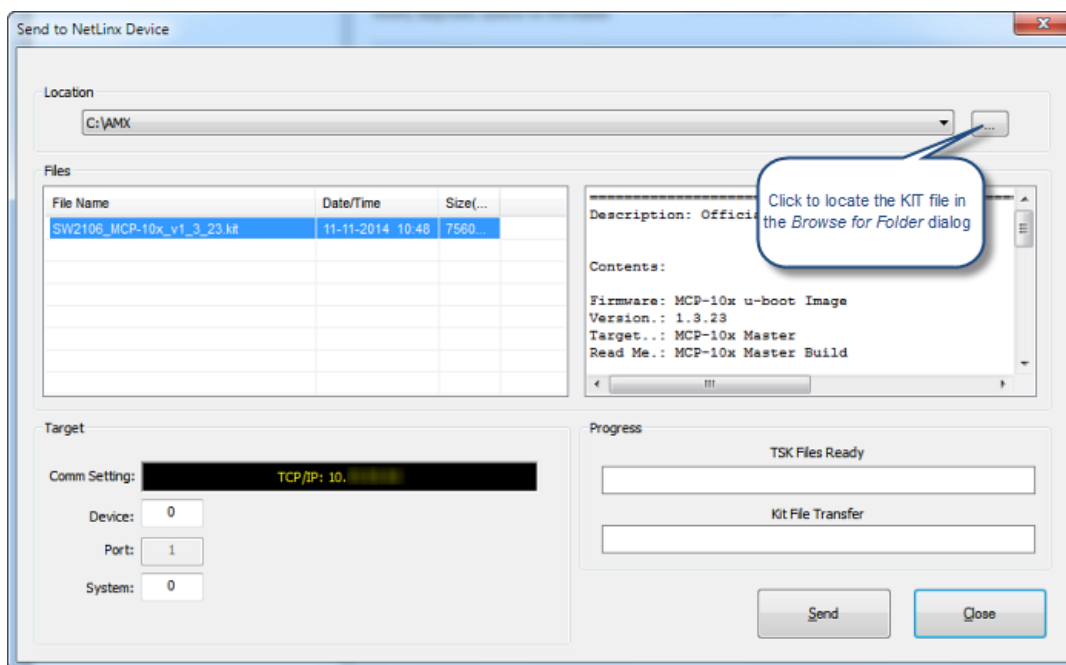 Send to NetLinx Device
x
Location
C:\AMX
...
Click to locate the KIT file in
the Browse for Folder dialog
Files
File Name Date/Time Size(...
SW2106_MCP-10x_v1_3_23.kit 11-11-2014 10:48 7560...
Description:
Contents:
Firmware: MCP-10x u-boot Image
Version.: 1.3.23
Target..: MCP-10x Master
Read Me.: MCP-10x Master Build
Target
Comm Setting: TCP/IP: 10.
Device: 0
Port: 1
System: 0
Progress
TSK Files Ready
Kit File Transfer
Send
Close